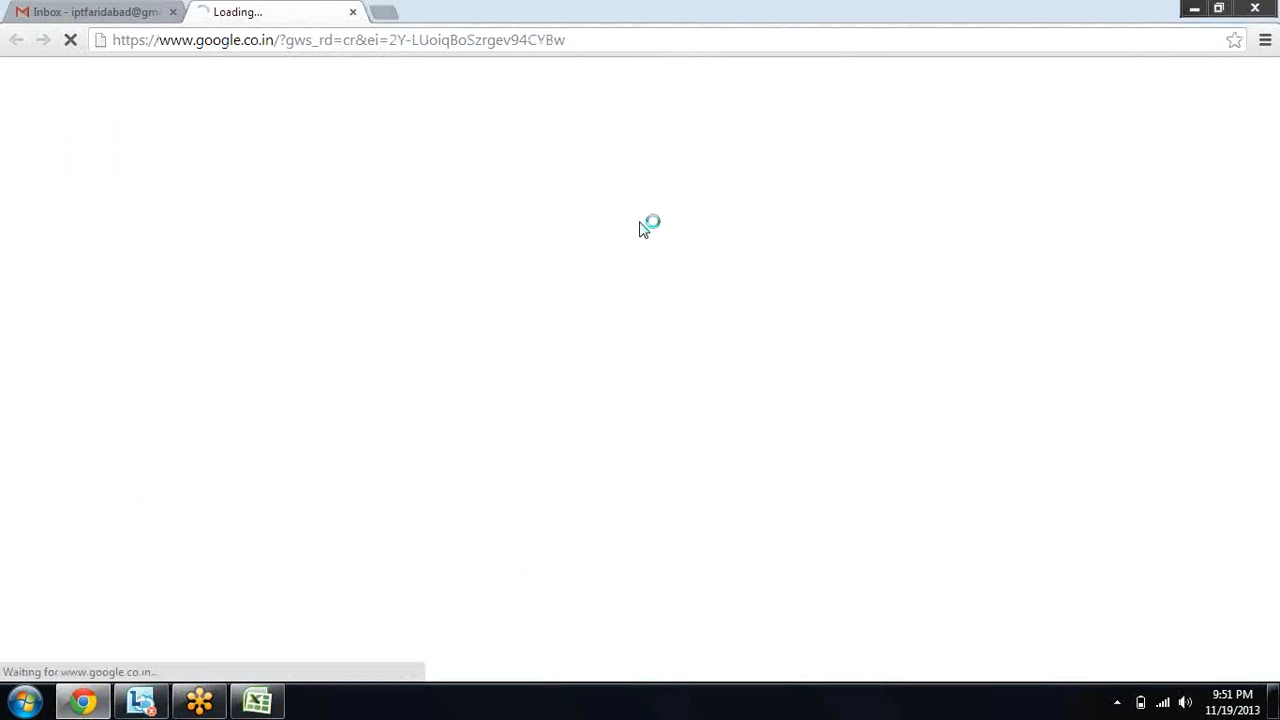 Inbox - iptfaridabad@gm
Loading...
https://www.google.co.in/?gws_rd=cr&ei=2Y-LUoiqBoSzrgev94CYBw
Waiting for www.google.co.in...
9:51 PM
11/19/2013